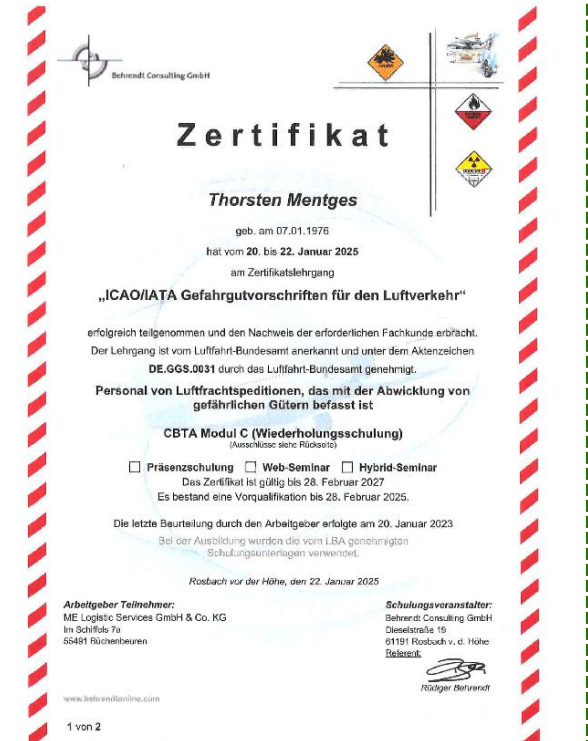 Behrendt Consulting GmbH
Zertifikat
Thorsten Mentges
geb. am 07.01.1976
hat vom 20. bis 22. Januar 2025
am Zertifikatslehrgang
„ICAO/IATA Gefahrgutvorschriften für den Luftverkehr“
erfolgreich teilgenommen und den Nachweis der erforderlichen Fachkunde erbracht.
Der Lehrgang ist vom Luftfahrt-Bundesamt anerkannt und unter dem Aktenzeichen
DE.GGS.0031 durch das Luftfahrt-Bundesamt genehmigt.
Personal von Luftfrachtspeditionen, das mit der Abwicklung von
gefährlichen Gütern befasst ist
CBTA Modul C (Wiederholungsschulung)
(Ausschlüsse siehe Rückseite)
Präsenzschulung Web-Seminar Hybrid-Seminar
Das Zertifikat ist gültig bis 28. Februar 2027
Es bestand eine Vorqualifikation bis 28. Februar 2025.
Die letzte Beurteilung durch den Arbeitgeber erfolgte am 20. Januar 2023
Bei der Ausbildung wurden die vom LBA genehmigten
Schulungsunterlagen verwendet.
Rosbach vor der Höhe, den 22. Januar 2025
Arbeitgeber Teilnehmer:
ME Logistic Services GmbH & Co. KG
Im Schiffels 7a
55491 Büchenbeuren
Schulungsveranstalter:
Behrendt Consulting GmbH
Dieselstraße 19
61191 Rosbach v. d. Höhe
Referent:
Rüdiger Behrendt
www.behrendtonline.com
1 von 2